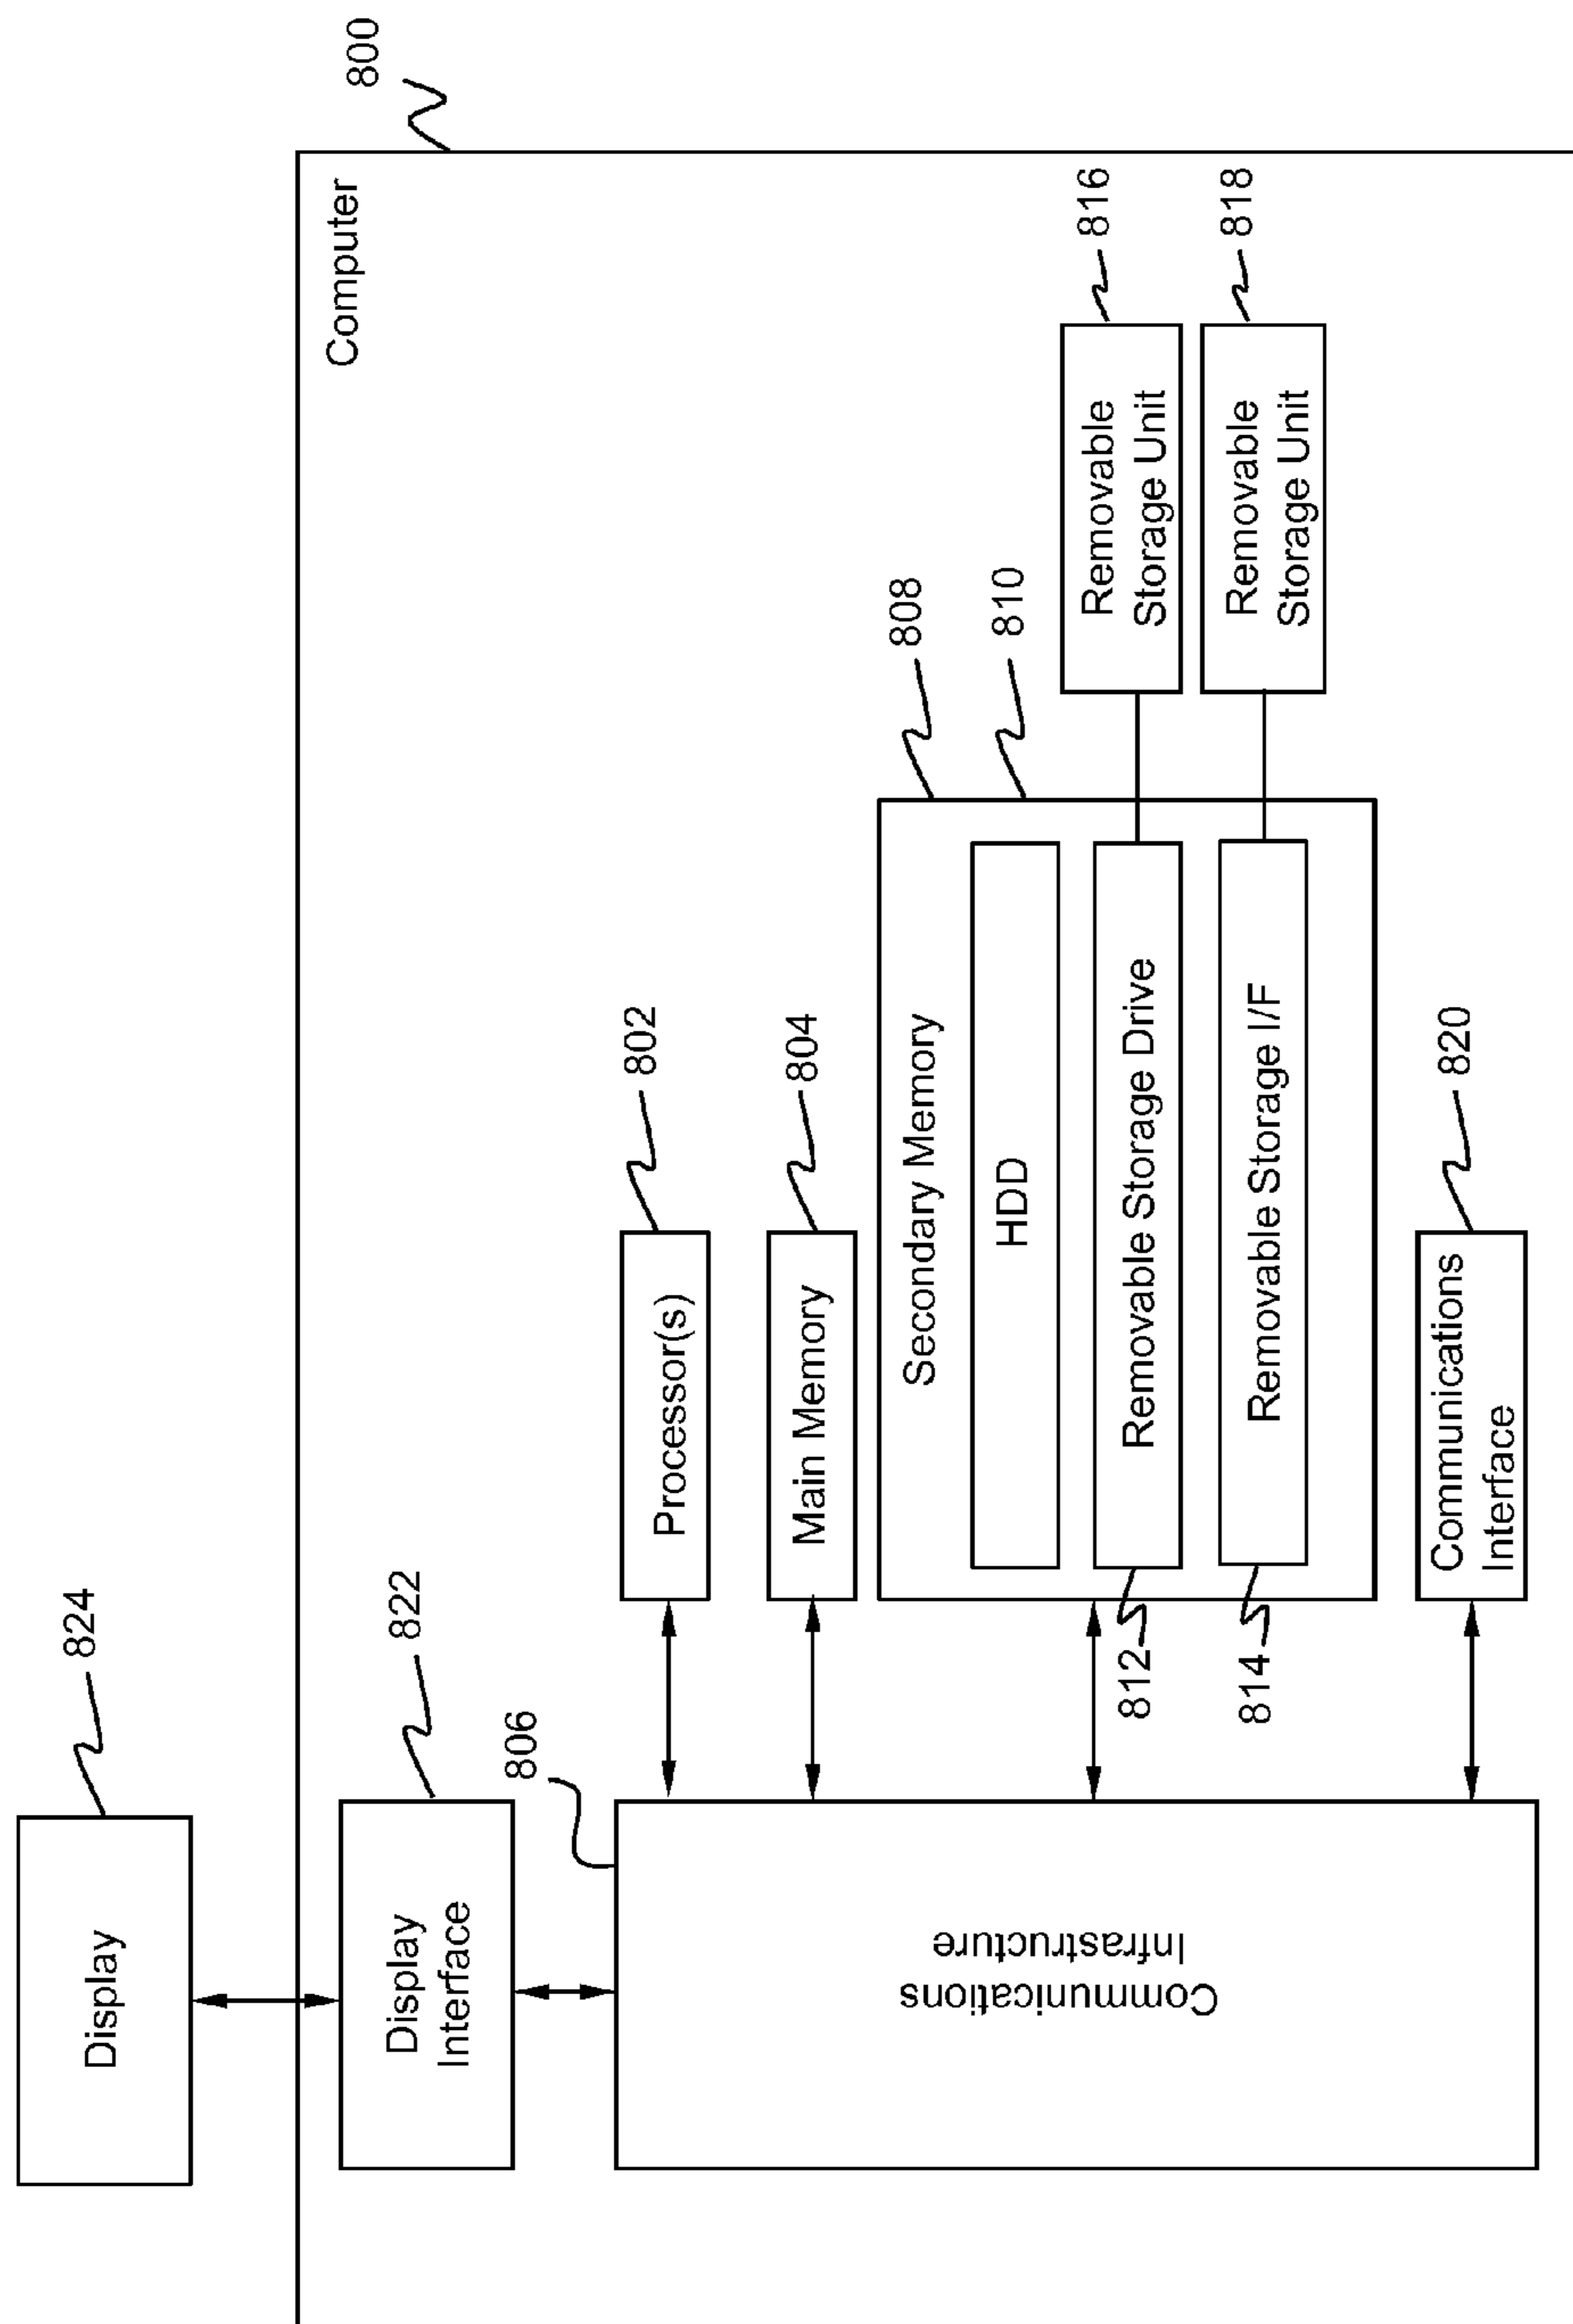 824
Display
800
Computer
822
Display
Interface
806
Communications
Infrastructure
802
Processor(s)
804
Main Memory
808
Secondary Memory
810
HDD
812
Removable Storage Drive
816
Removable
Storage Unit
814
Removable Storage I/F
818
Removable
Storage Unit
820
Communications
Interface